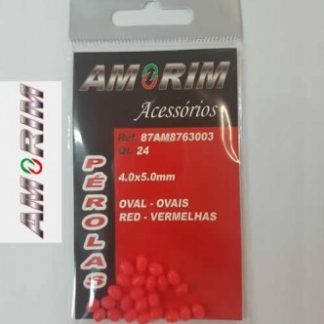 AMORIM
AMORIM
Acessórios
Ref. 87AM8763003
Qt. 24
4.0x5.0mm
OVAL - OVAIS
RED - VERMELHAS
PÉROLAS